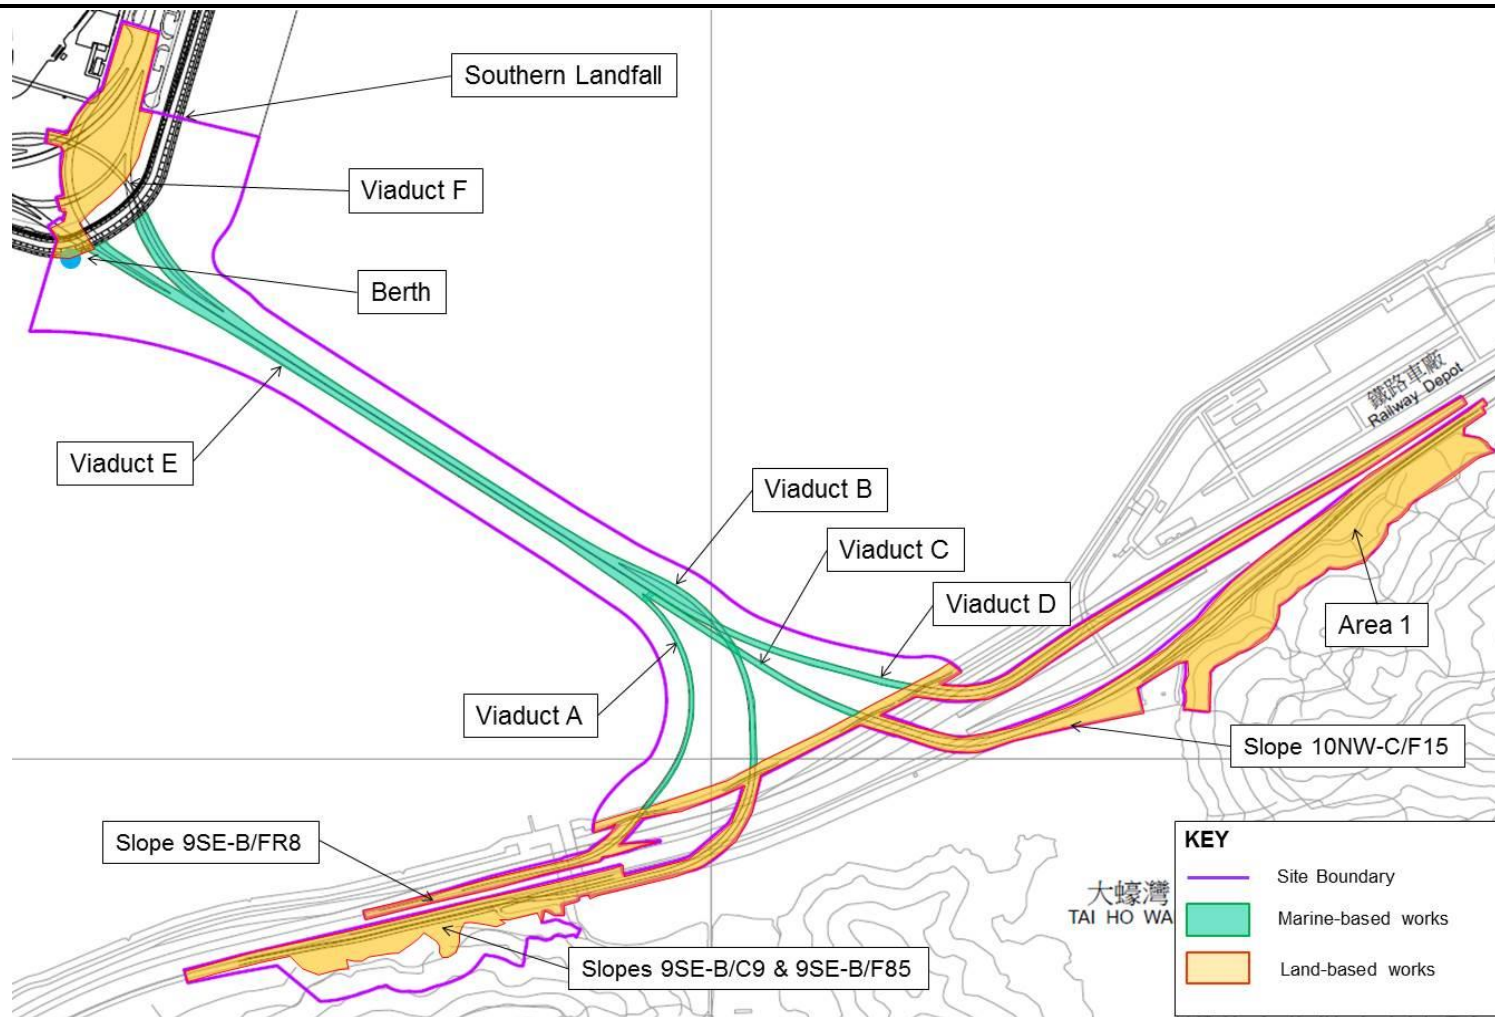 Southern Landfall
Viaduct F
Berth
Viaduct E
Viaduct B
Viaduct C
Viaduct D
Viaduct A
鐵路車廠
Railway Depot
Area 1
Slope 10NW-C/F15
Slope 9SE-B/FR8
Slopes 9SE-B/C9 & 9SE-B/F85
大蠔灣
TAI HO WA
KEY
Site Boundary
Marine-based works
Land-based works